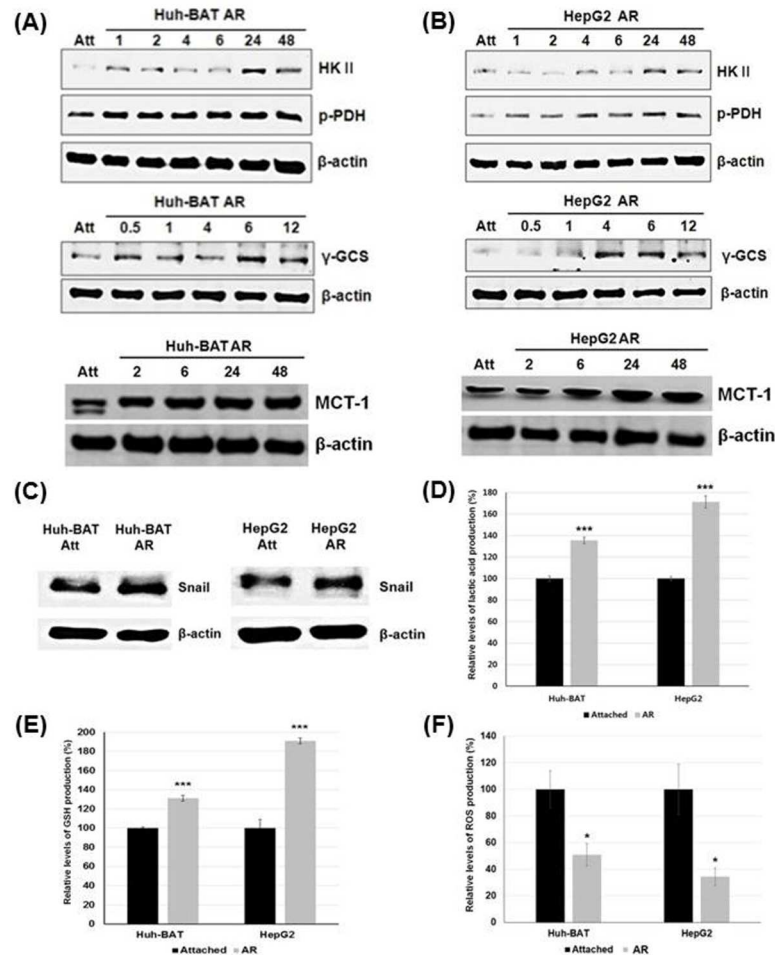 (A)
Huh-BAT AR
Att 1 2 4 6 24 48
HK Ⅱ
p-PDH
β-actin
Huh-BAT AR
Att 0.5 1 4 6 12
γ-GCS
β-actin
Huh-BAT AR
Att 2 6 24 48
MCT-1
β-actin
(B)
HepG2 AR
Att 1 2 4 6 24 48
HK Ⅱ
p-PDH
β-actin
HepG2 AR
Att 0.5 1 4 6 12
γ-GCS
β-actin
HepG2 AR
Att 2 6 24 48
MCT-1
β-actin
(C)
Huh-BAT Huh-BAT
Att AR
Snail
β-actin
HepG2 HepG2
Att AR
Snail
β-actin
(D)
Relative levels of lactic acid production (%)
180
160
140
120
100
80
60
40
20
0
***
***
Huh-BAT HepG2
Attached AR
(E)
Relative levels of GSH production (%)
200
180
160
140
120
100
80
60
40
20
0
***
***
Huh-BAT HepG2
Attached AR
(F)
Relative levels of ROS production (%)
140
120
100
80
60
40
20
0
*
*
Huh-BAT HepG2
Attached AR